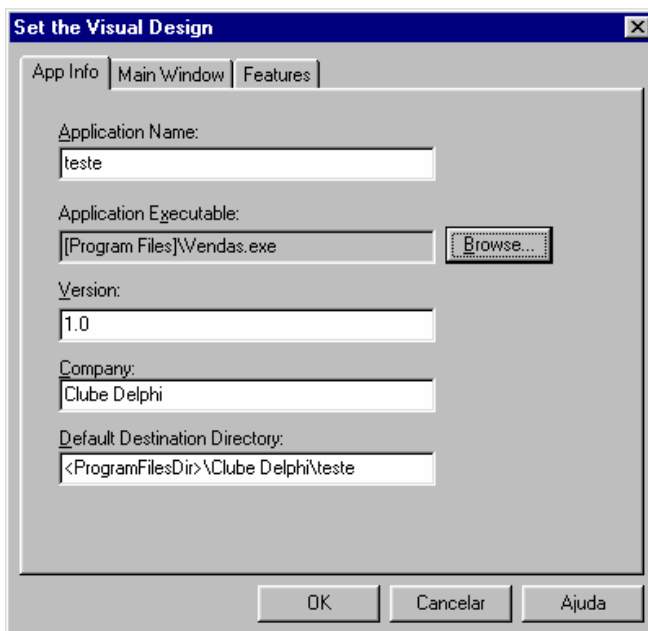 Set the Visual Design
App Info Main Window Features
Application Name:
teste
Application Executable:
[Program Files]\Vendas.exe Browse...
Version:
1.0
Company:
Clube Delphi
Default Destination Directory:
<ProgramFilesDir>\Clube Delphi\teste
OK Cancelar Ajuda